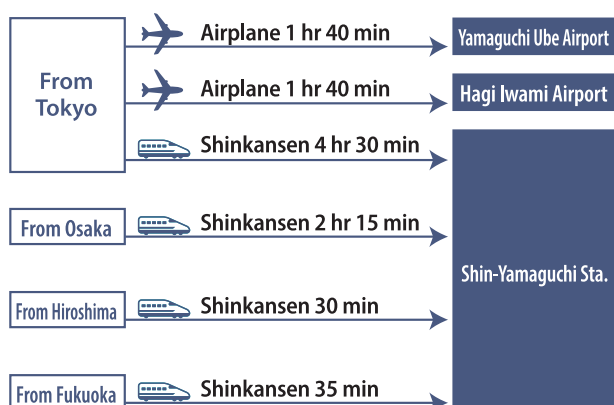 From
Tokyo
Airplane 1 hr 40 min
Yamaguchi Ube Airport
Airplane 1 hr 40 min
Hagi Iwami Airport
Shinkansen 4 hr 30 min
From Osaka
Shinkansen 2 hr 15 min
Shin-Yamaguchi Sta.
From Hiroshima
Shinkansen 30 min
From Fukuoka
Shinkansen 35 min